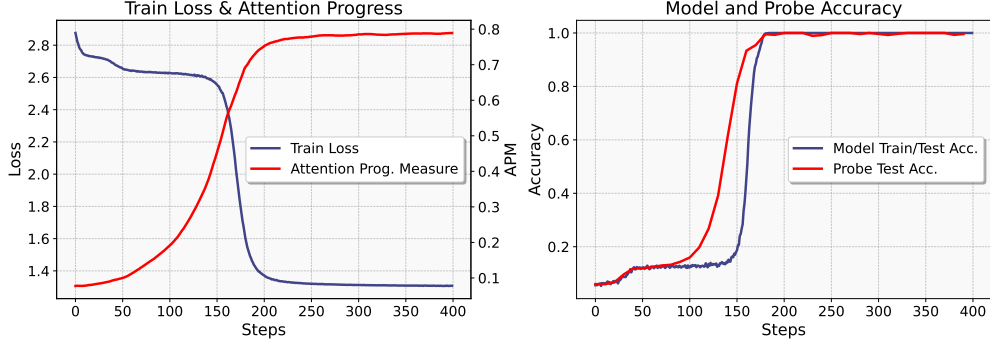 Train Loss & Attention Progress
2.8
2.6
2.4
2.2
2.0
1.8
1.6
1.4
Loss
0.8
0.7
0.6
0.5
0.4
0.3
0.2
0.1
APM
Train Loss
Attention Prog. Measure
0 50 100 150 200 250 300 350 400
Steps
Model and Probe Accuracy
1.0
0.8
0.6
0.4
0.2
Accuracy
Model Train/Test Acc.
Probe Test Acc.
0 50 100 150 200 250 300 350 400
Steps